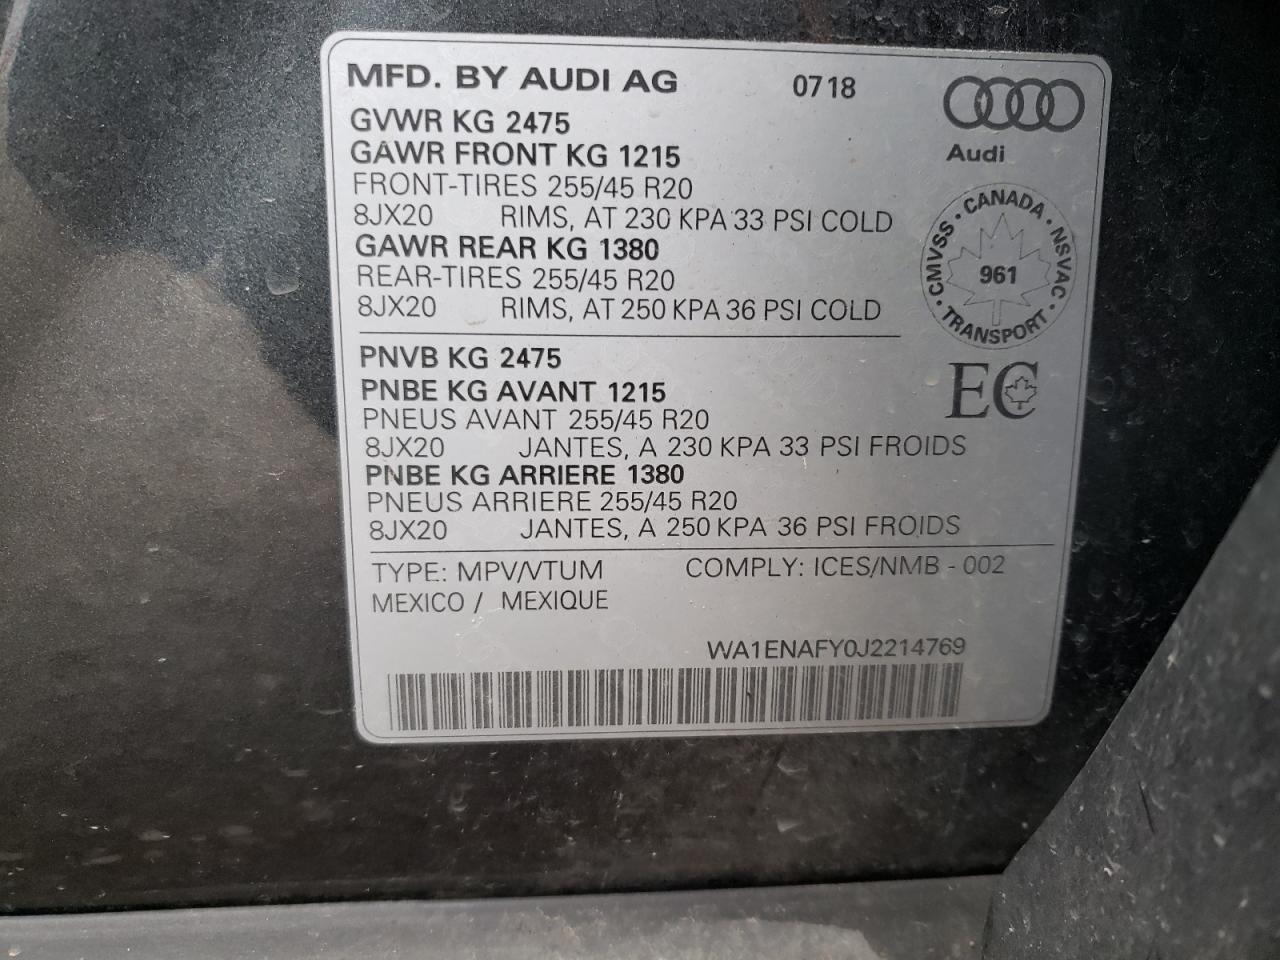 MFD. BY AUDI AG 0718
Audi
GVWR KG 2475
GAWR FRONT KG 1215
FRONT-TIRES 255/45 R20
8JX20 RIMS, AT 230 KPA 33 PSI COLD
GAWR REAR KG 1380
REAR-TIRES 255/45 R20
8JX20 RIMS, AT 250 KPA 36 PSI COLD
CMVSS · CANADA · NSVAC · TRANSPORT ·
961
EC
PNVB KG 2475
PNBE KG AVANT 1215
PNEUS AVANT 255/45 R20
8JX20 JANTES, A 230 KPA 33 PSI FROIDS
PNBE KG ARRIERE 1380
PNEUS ARRIERE 255/45 R20
8JX20 JANTES, A 250 KPA 36 PSI FROIDS
TYPE: MPV/VTUM COMPLY: ICES/NMB - 002
MEXICO / MEXIQUE
WA1ENAFY0J2214769